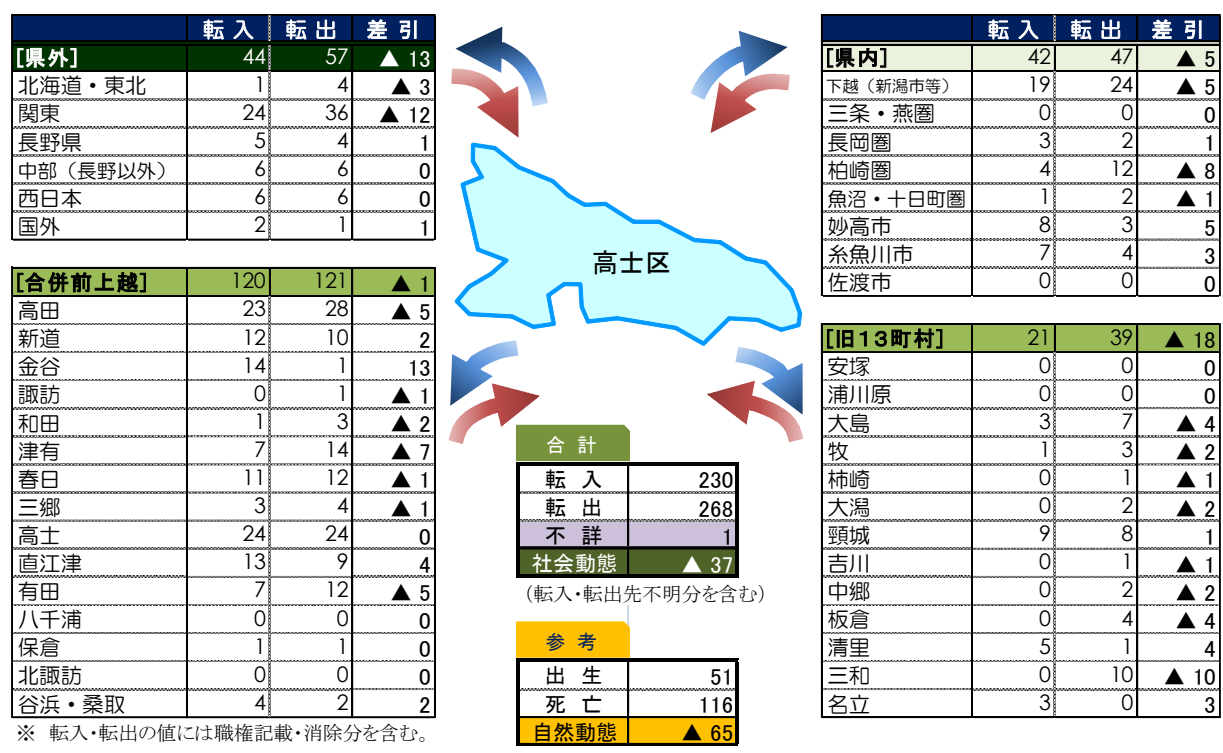 転入 転出 差引
[県外] 44 57 ▲ 13
北海道・東北 1 4 ▲ 3
関東 24 36 ▲ 12
長野県 5 4 1
中部（長野以外） 6 6 0
西日本 6 6 0
国外 2 1 1
[合併前上越] 120 121 ▲ 1
高田 23 28 ▲ 5
新道 12 10 2
金谷 14 1 13
諏訪 0 1 ▲ 1
和田 1 3 ▲ 2
津有 7 14 ▲ 7
春日 11 12 ▲ 1
三郷 3 4 ▲ 1
高士 24 24 0
直江津 13 9 4
有田 7 12 ▲ 5
八千浦 0 0 0
保倉 1 1 0
北諏訪 0 0 0
谷浜・桑取 4 2 2
※ 転入・転出の値には職権記載・消除分を含む。
高士区
合計
転入 230
転出 268
不詳 1
社会動態 ▲ 37
（転入・転出先不明分を含む）
参考
出生 51
死亡 116
自然動態 ▲ 65
転入 転出 差引
[県内] 42 47 ▲ 5
下越（新潟市等） 19 24 ▲ 5
三条・燕圏 0 0 0
長岡圏 3 2 1
柏崎圏 4 12 ▲ 8
魚沼・十日町圏 1 2 ▲ 1
妙高市 8 3 5
糸魚川市 7 4 3
佐渡市 0 0 0
[旧13町村] 21 39 ▲ 18
安塚 0 0 0
浦川原 0 0 0
大島 3 7 ▲ 4
牧 1 3 ▲ 2
柿崎 0 1 ▲ 1
大潟 0 2 ▲ 2
頸城 9 8 1
吉川 0 1 ▲ 1
中郷 0 2 ▲ 2
板倉 0 4 ▲ 4
清里 5 1 4
三和 0 10 ▲ 10
名立 3 0 3